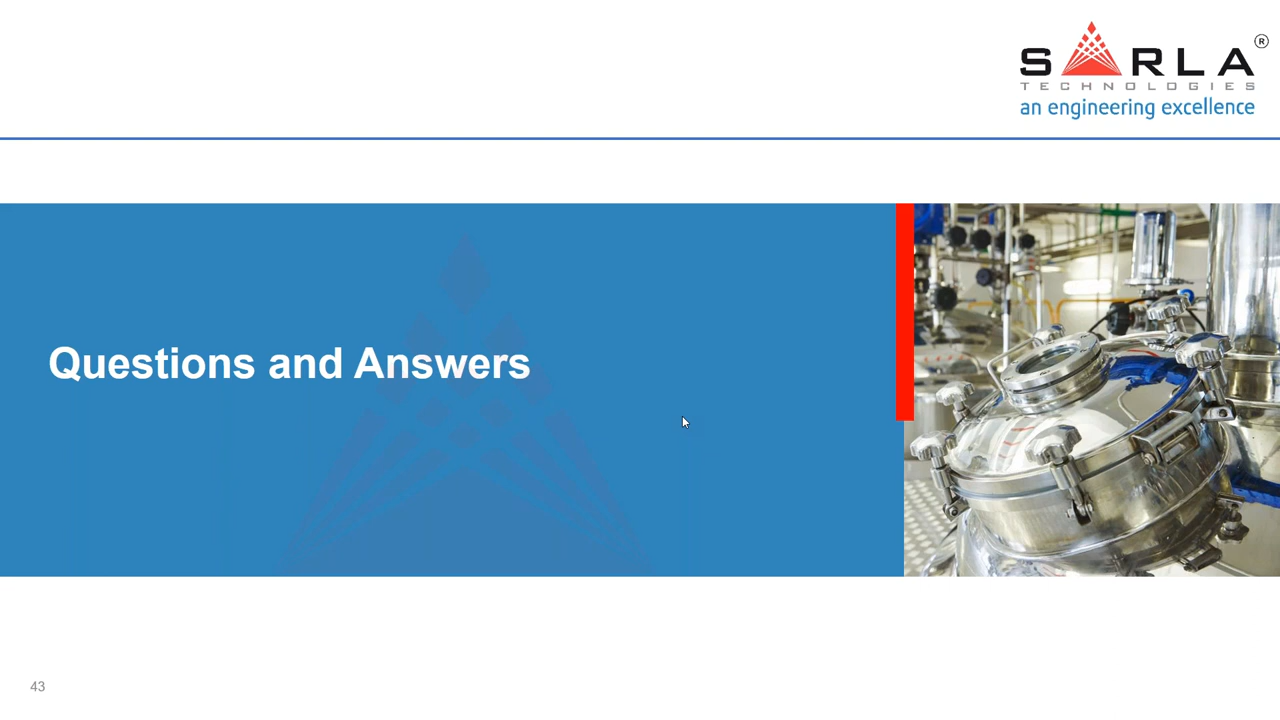 SARLA®
TECHNOLOGIES
an engineering excellence
Questions and Answers
43